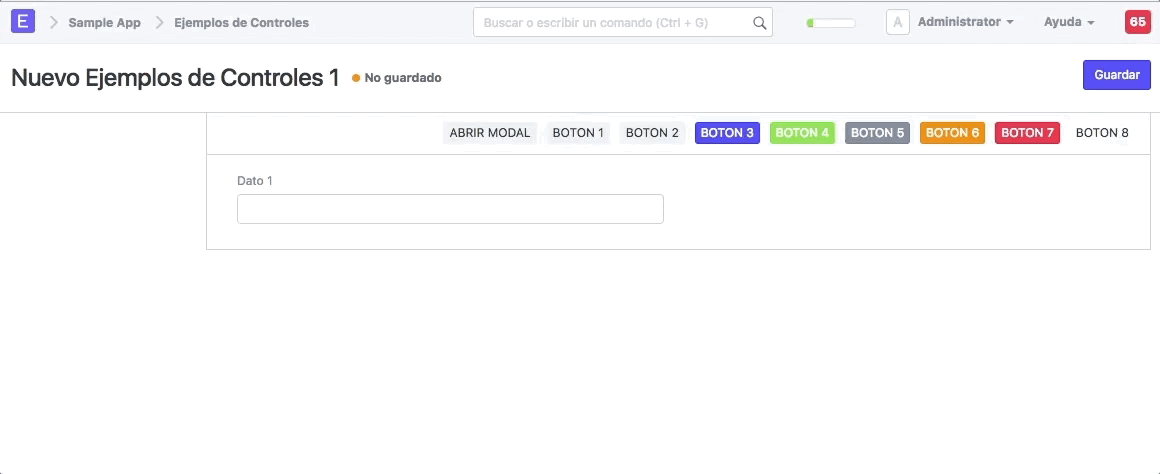 E Sample App Ejemplos de Controles Buscar o escribir un comando (Ctrl + G) A Administrator Ayuda 65
Nuevo Ejemplos de Controles 1 No guardado Guardar
ABRIR MODAL BOTON 1 BOTON 2 BOTON 3 BOTON 4 BOTON 5 BOTON 6 BOTON 7 BOTON 8
Dato 1